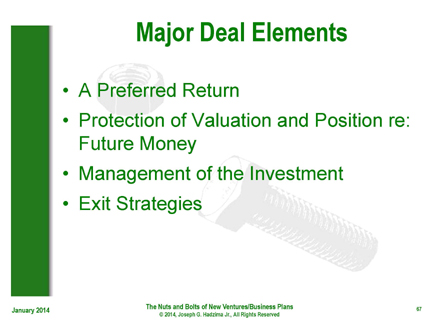 Major Deal Elements
• A Preferred Return
• Protection of Valuation and Position re:
Future Money
• Management of the Investment
• Exit Strategies
January 2014
The Nuts and Bolts of New Ventures/Business Plans
© 2014, Joseph G. Hadzima Jr., All Rights Reserved
67